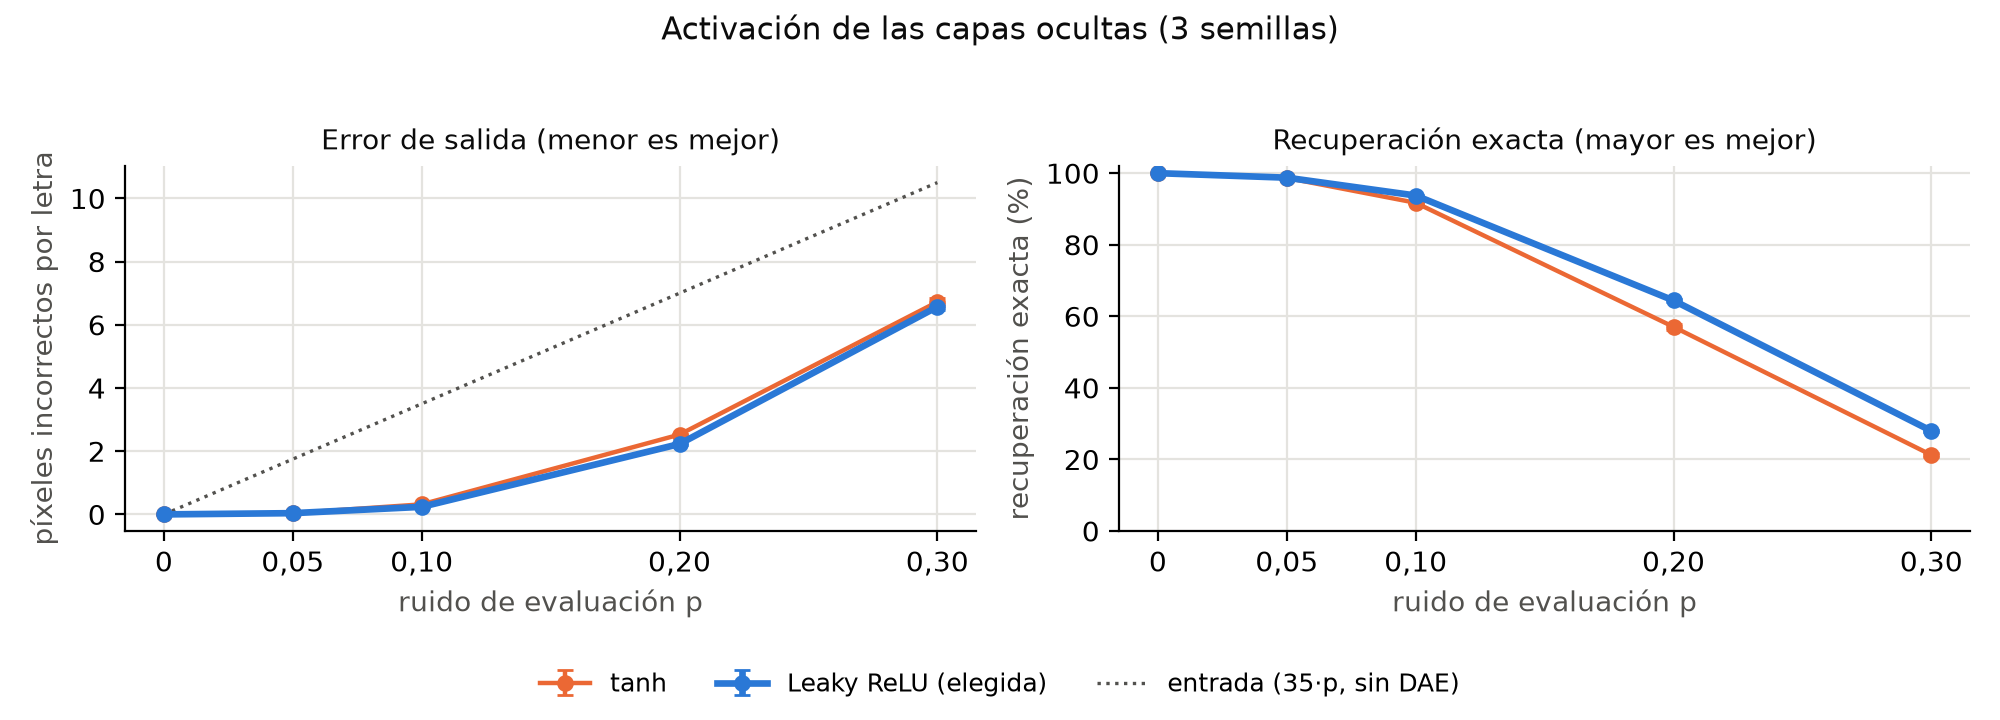 Activación de las capas ocultas (3 semillas)
Error de salida (menor es mejor)
píxeles incorrectos por letra
10
8
6
4
2
0
0 0,05 0,10 0,20 0,30
ruido de evaluación p
Recuperación exacta (mayor es mejor)
recuperación exacta (%)
100
80
60
40
20
0
0 0,05 0,10 0,20 0,30
ruido de evaluación p
tanh Leaky ReLU (elegida) entrada (35·p, sin DAE)